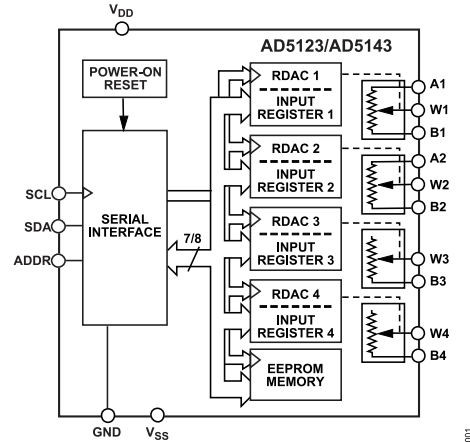 VDD
AD5123/AD5143
POWER-ON
RESET
RDAC 1
INPUT
REGISTER 1
A1
W1
B1
RDAC 2
INPUT
REGISTER 2
A2
W2
B2
SCL
SDA
ADDR
SERIAL
INTERFACE
7/8
RDAC 3
INPUT
REGISTER 3
W3
B3
RDAC 4
INPUT
REGISTER 4
W4
B4
EEPROM
MEMORY
GND
VSS
001